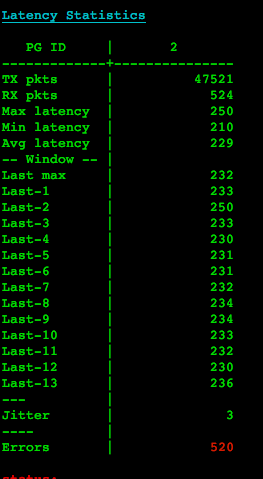 Latency Statistics
PG ID | 2
TX pkts | 47521
RX pkts | 524
Max latency | 250
Min latency | 210
Avg latency | 229
-- Window -- |
Last max | 232
Last-1 | 233
Last-2 | 250
Last-3 | 233
Last-4 | 230
Last-5 | 231
Last-6 | 231
Last-7 | 232
Last-8 | 234
Last-9 | 234
Last-10 | 233
Last-11 | 232
Last-12 | 230
Last-13 | 236
--- |
Jitter | 3
---- |
Errors | 520